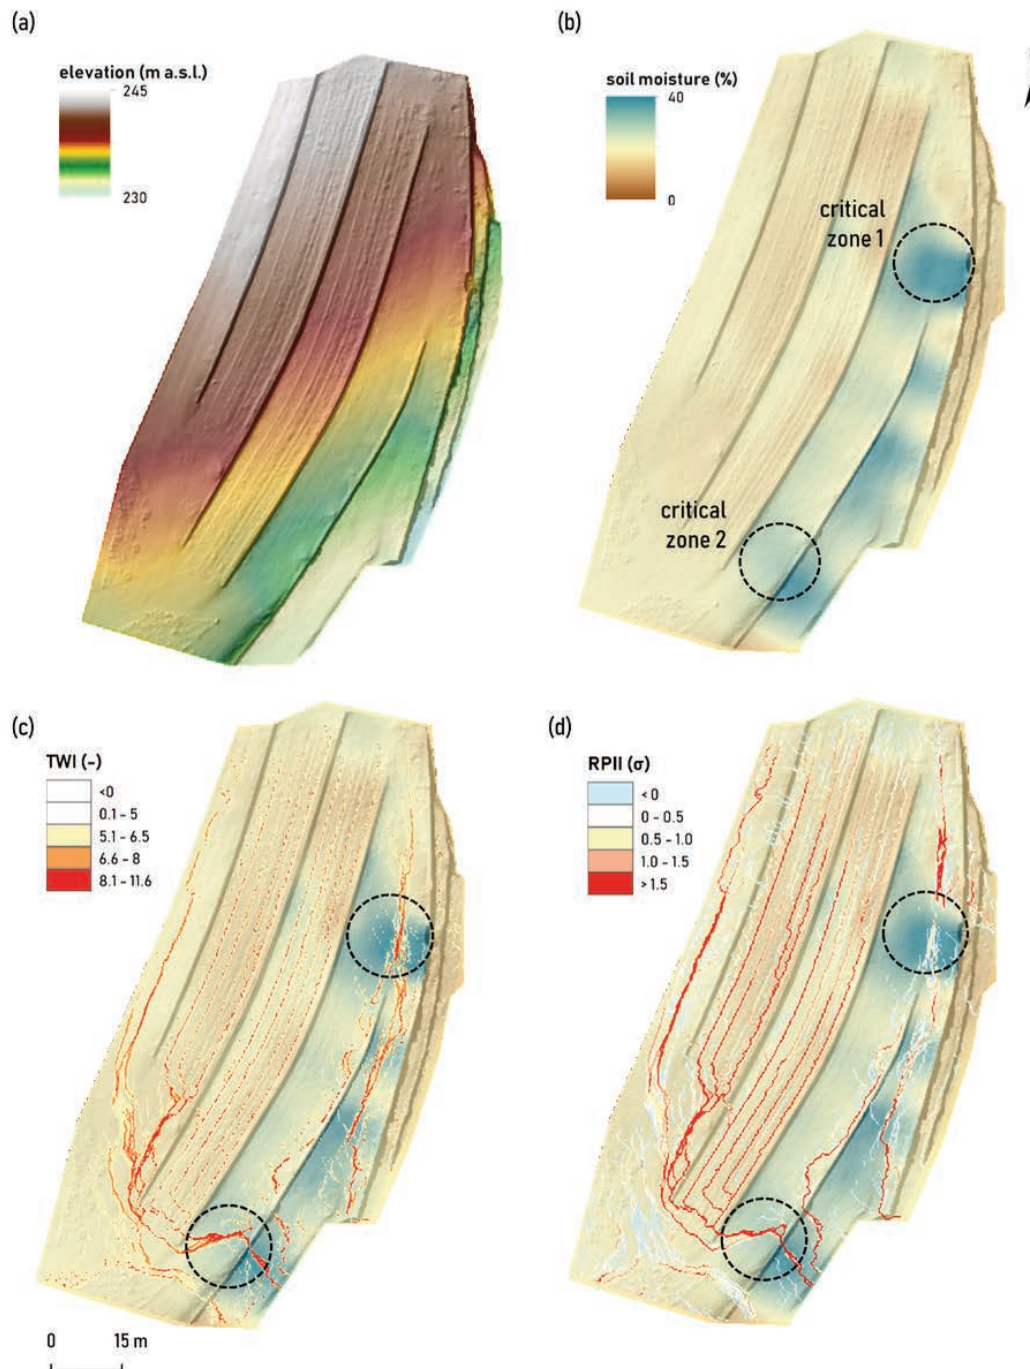 (a)
elevation (m a.s.l.)
245
230
(b)
soil moisture (%)
40
0
critical
zone 1
critical
zone 2
(c)
TWI (-)
<0
0.1 - 5
5.1 - 6.5
6.6 - 8
8.1 - 11.6
0 15 m
(d)
RPII (σ)
< 0
0 - 0.5
0.5 - 1.0
1.0 - 1.5
> 1.5